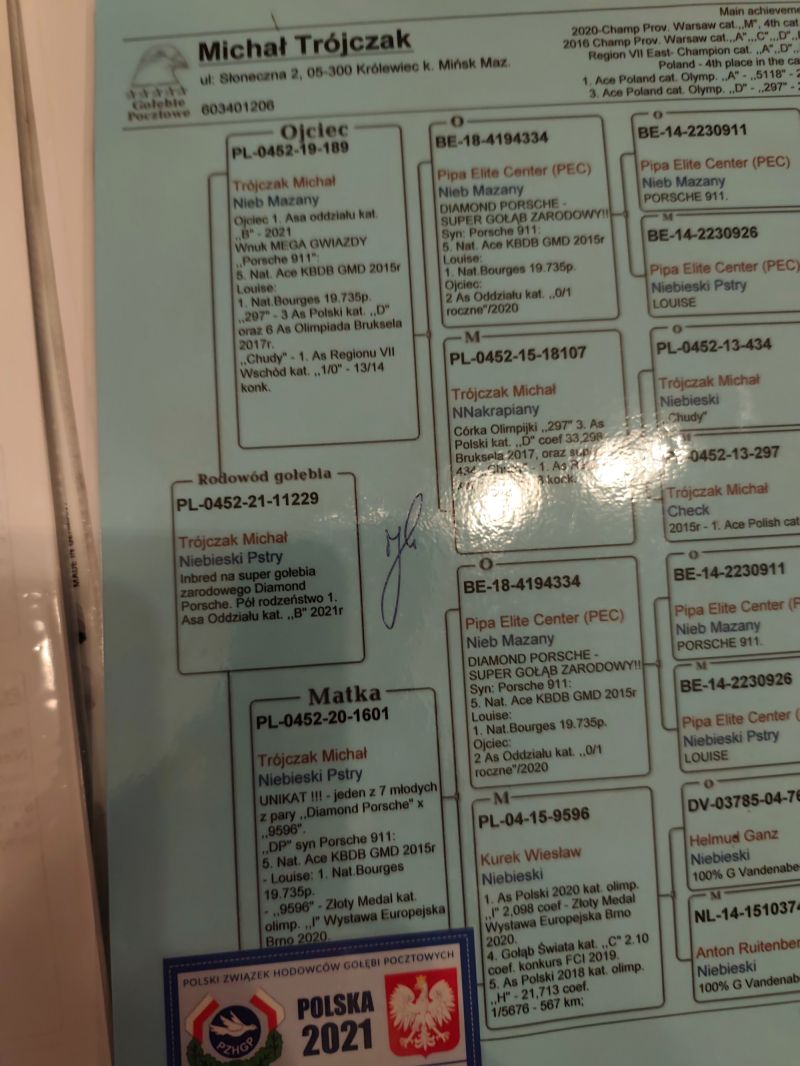 Michał Trójczak
ul: Słoneczna 2, 05-300 Królewiec k. Mińsk Maz.
603401206
Gołębie
Pocztowe
Main achieveme
2020-Champ Prov. Warsaw cat.,,M", 4th cat
2016 Champ Prov. Warsaw cat.,,A",,,C",,,D",
Region VII East- Champion cat. ,,A",,,D",
Poland - 4th place in the ca
1. Ace Poland cat. Olymp. ,,A" - ,,5118" - 2
3. Ace Poland cat. Olymp. ,,D" - ,,297" - 2
Ojciec
PL-0452-19-189
Trójczak Michał
Nieb Mazany
Ojciec 1. Asa oddziału kat.
,,B" - 2021
Wnuk MEGA GWIAZDY
,,Porsche 911":
5. Nat. Ace KBDB GMD 2015r
Louise:
1. Nat.Bourges 19.735p.
,,297" - 3 As Polski kat. ,,D"
oraz 6 As Olimpiada Bruksela
2017r.
,,Chudy" - 1. As Regionu VII
Wschód kat. ,,1/0" - 13/14
konk.
O
BE-18-4194334
Pipa Elite Center (PEC)
Nieb Mazany
DIAMOND PORSCHE -
SUPER GOŁĄB ZARODOWY!!
Syn: Porsche 911:
5. Nat. Ace KBDB GMD 2015r
Louise:
1. Nat.Bourges 19.735p.
Ojciec:
2 As Oddziału kat. ,,0/1
roczne"/2020
O
BE-14-2230911
Pipa Elite Center (PEC)
Nieb Mazany
PORSCHE 911.
M
BE-14-2230926
Pipa Elite Center (PEC)
Niebieski Pstry
LOUISE
M
PL-0452-15-18107
Trójczak Michał
NNakrapiany
Córka Olimpijki ,,297" 3. As
Polski kat. ,,D" coef 33,298
Bruksela 2017, oraz
434 - 1. As
konk.
O
PL-0452-13-434
Trójczak Michał
Niebieski
,,Chudy"
M
0452-13-297
Trójczak Michał
Check
2015r - 1. Ace Polish cat
Rodowód gołebia
PL-0452-21-11229
Trójczak Michał
Niebieski Pstry
Inbred na super gołebia
zarodowego Diamond
Porsche. Pół rodzeństwo 1.
Asa Oddziału kat. ,,B" 2021r
O
BE-18-4194334
Pipa Elite Center (PEC)
Nieb Mazany
DIAMOND PORSCHE -
SUPER GOŁĄB ZARODOWY!!
Syn: Porsche 911:
5. Nat. Ace KBDB GMD 2015r
Louise:
1. Nat.Bourges 19.735p.
Ojciec:
2 As Oddziału kat. ,,0/1
roczne"/2020
O
BE-14-2230911
Pipa Elite Center (P
Nieb Mazany
PORSCHE 911.
M
BE-14-2230926
Pipa Elite Center (
Niebieski Pstry
LOUISE
Matka
PL-0452-20-1601
Trójczak Michał
Niebieski Pstry
UNIKAT !!! - jeden z 7 młodych
z pary ,,Diamond Porsche" x
,,9596".
,,DP" syn Porsche 911:
5. Nat. Ace KBDB GMD 2015r
- Louise: 1. Nat.Bourges
19.735p.
- ,,9596" - Złoty Medal kat.
olimp. ,,I" Wystawa Europejska
Brno 2020
M
PL-04-15-9596
Kurek Wiesław
Niebieski
1. As Polski 2020 kat. olimp.
,,I" 2,098 coef - Złoty Medal
Wystawa Europejska Brno
2020.
4. Gołąb Świata kat. ,,C" 2.10
coef. konkurs FCI 2019.
5. As Polski 2018 kat. olimp.
,,H" - 21,713 coef.
1/5676 - 567 km;
O
DV-03785-04-76
Helmud Ganz
Niebieski
100% G Vandenabe
M
NL-14-1510374
Anton Ruitenber
Niebieski
100% G Vandenab
POLSKI ZWIĄZEK HODOWCÓW GOŁĘBI POCZTOWYCH
PZHGP
POLSKA
2021